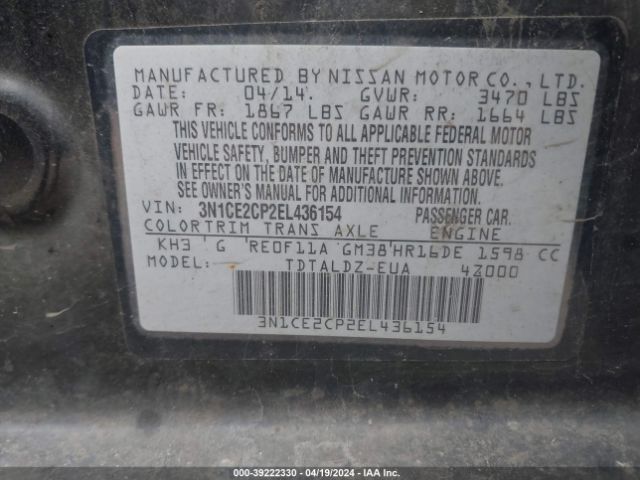 MANUFACTURED BY NISSAN MOTOR CO., LTD.
DATE: 04/14. GVWR: 3470 LBS
GAWR FR: 1867 LBS GAWR RR: 1664 LBS
THIS VEHICLE CONFORMS TO ALL APPLICABLE FEDERAL MOTOR
VEHICLE SAFETY, BUMPER AND THEFT PREVENTION STANDARDS
IN EFFECT ON THE DATE OF MANUFACTURE SHOWN ABOVE.
SEE OWNER'S MANUAL FOR ADDITIONAL INFORMATION.
VIN: 3N1CE2CP2EL436154 PASSENGER CAR.
COLOR TRIM TRANS AXLE ENGINE
KH3 G RE0F11A GM38 HR16DE 1598 CC
MODEL: TDTALDZ-EUA 4Z000
3N1CE2CP2EL436154
000-39222330 - 04/19/2024 - IAA Inc.